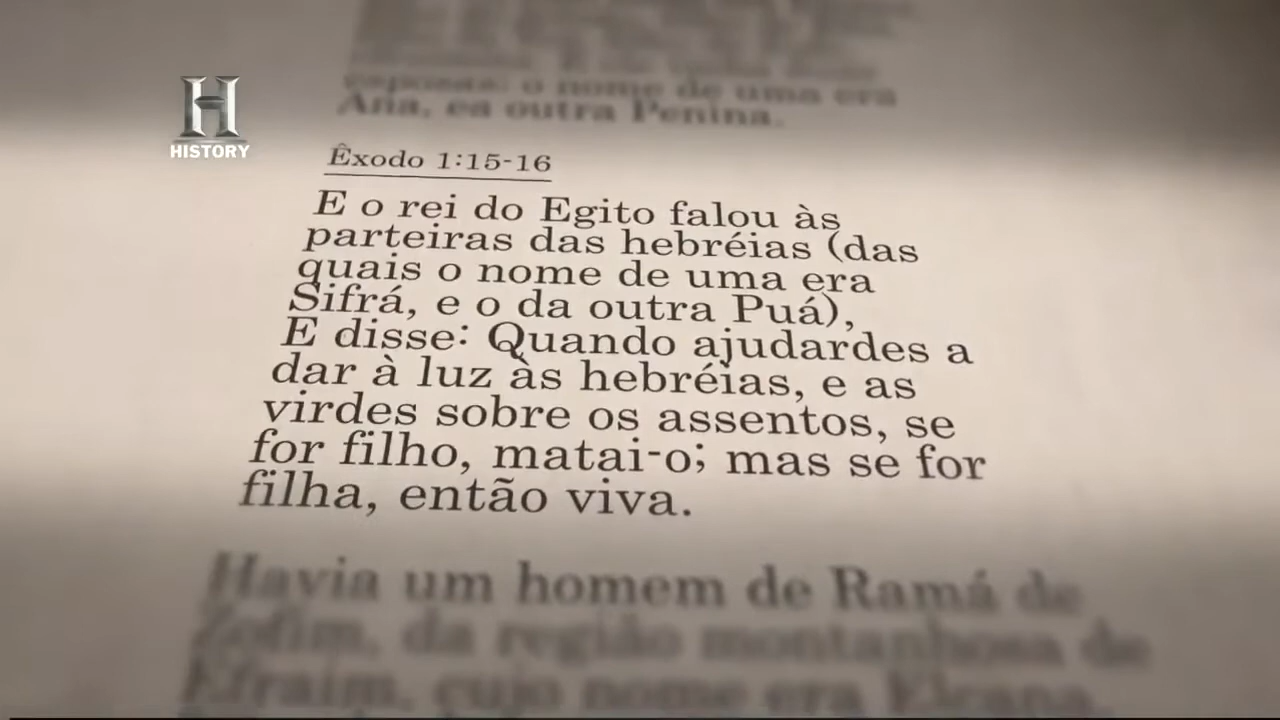 esposas: o nome de uma era
Ana, ea outra Penina.
H
HISTORY
Êxodo 1:15-16
E o rei do Egito falou às
parteiras das hebréias (das
quais o nome de uma era
Sifrá, e o da outra Puá),
E disse: Quando ajudardes a
dar à luz às hebréias, e as
virdes sobre os assentos, se
for filho, matai-o; mas se for
filha, então viva.
Havia um homem de Ramá de
Zofim, da região montanhosa de
Efraim, cujo nome era Elcana,